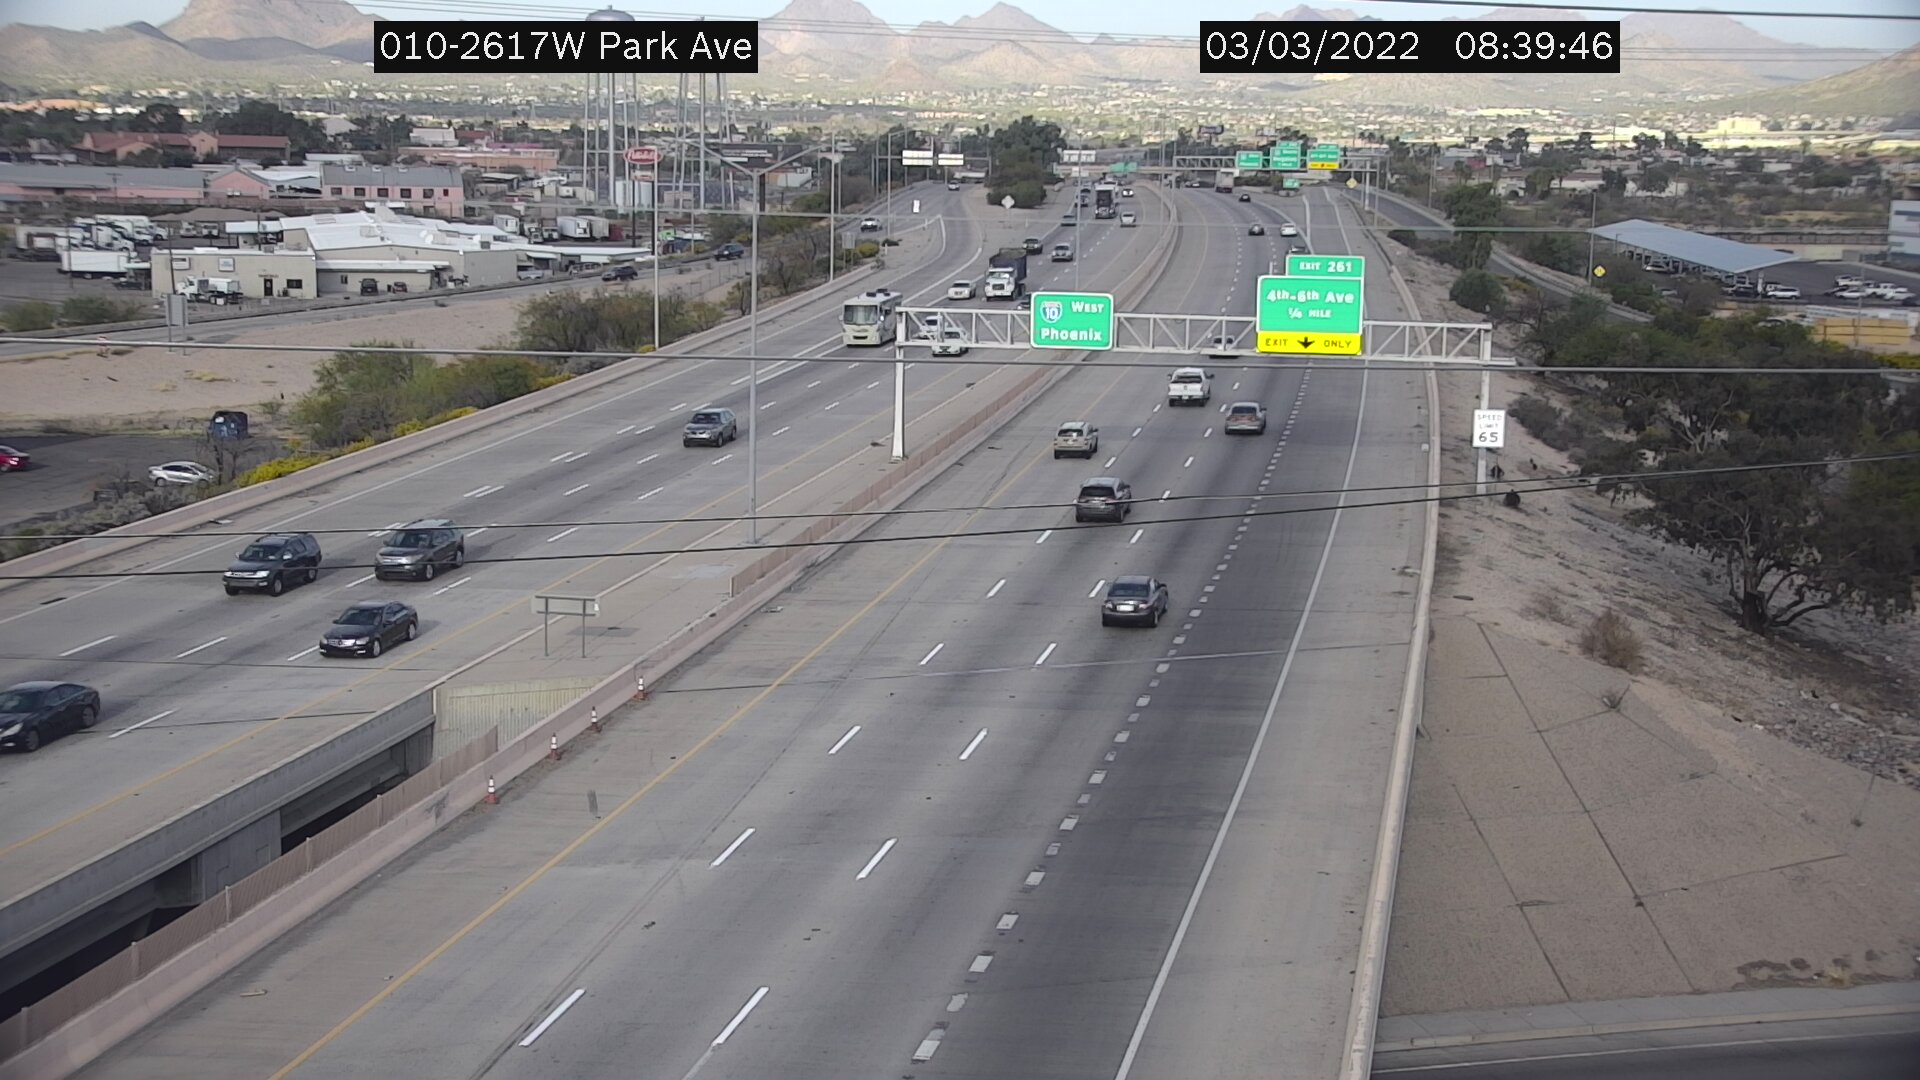 010-2617W Park Ave
03/03/2022 08:39:46
EXIT 261
4th-6th Ave
1/4 MILE
EXIT ONLY
10 WEST
Phoenix
SPEED
LIMIT
65